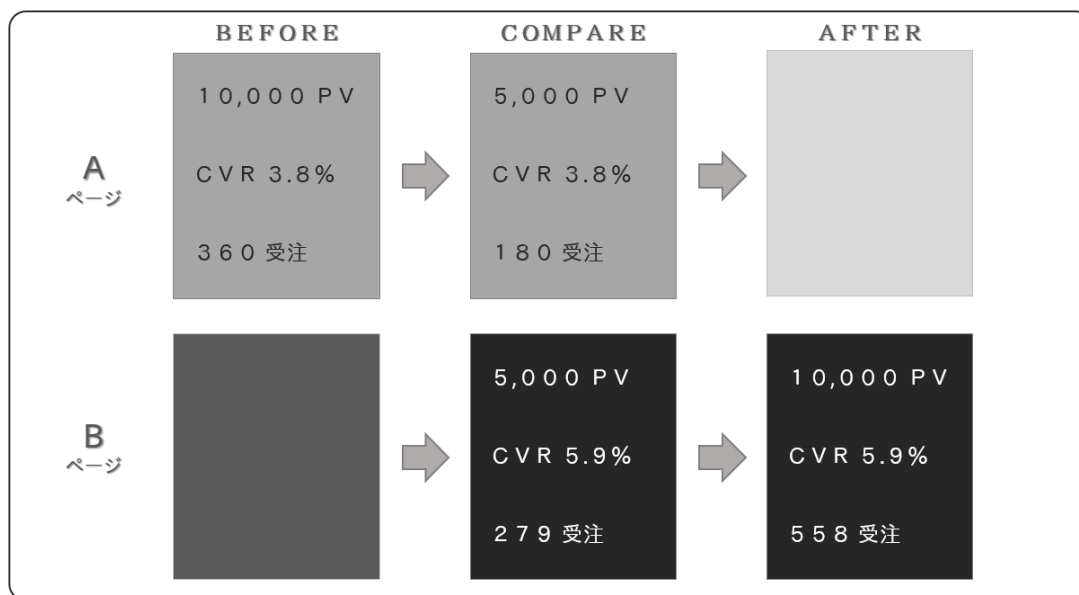 BEFORE
COMPARE
AFTER
A
ページ
10,000 PV
CVR 3.8%
360 受注
5,000 PV
CVR 3.8%
180 受注
B
ページ
5,000 PV
CVR 5.9%
279 受注
10,000 PV
CVR 5.9%
558 受注